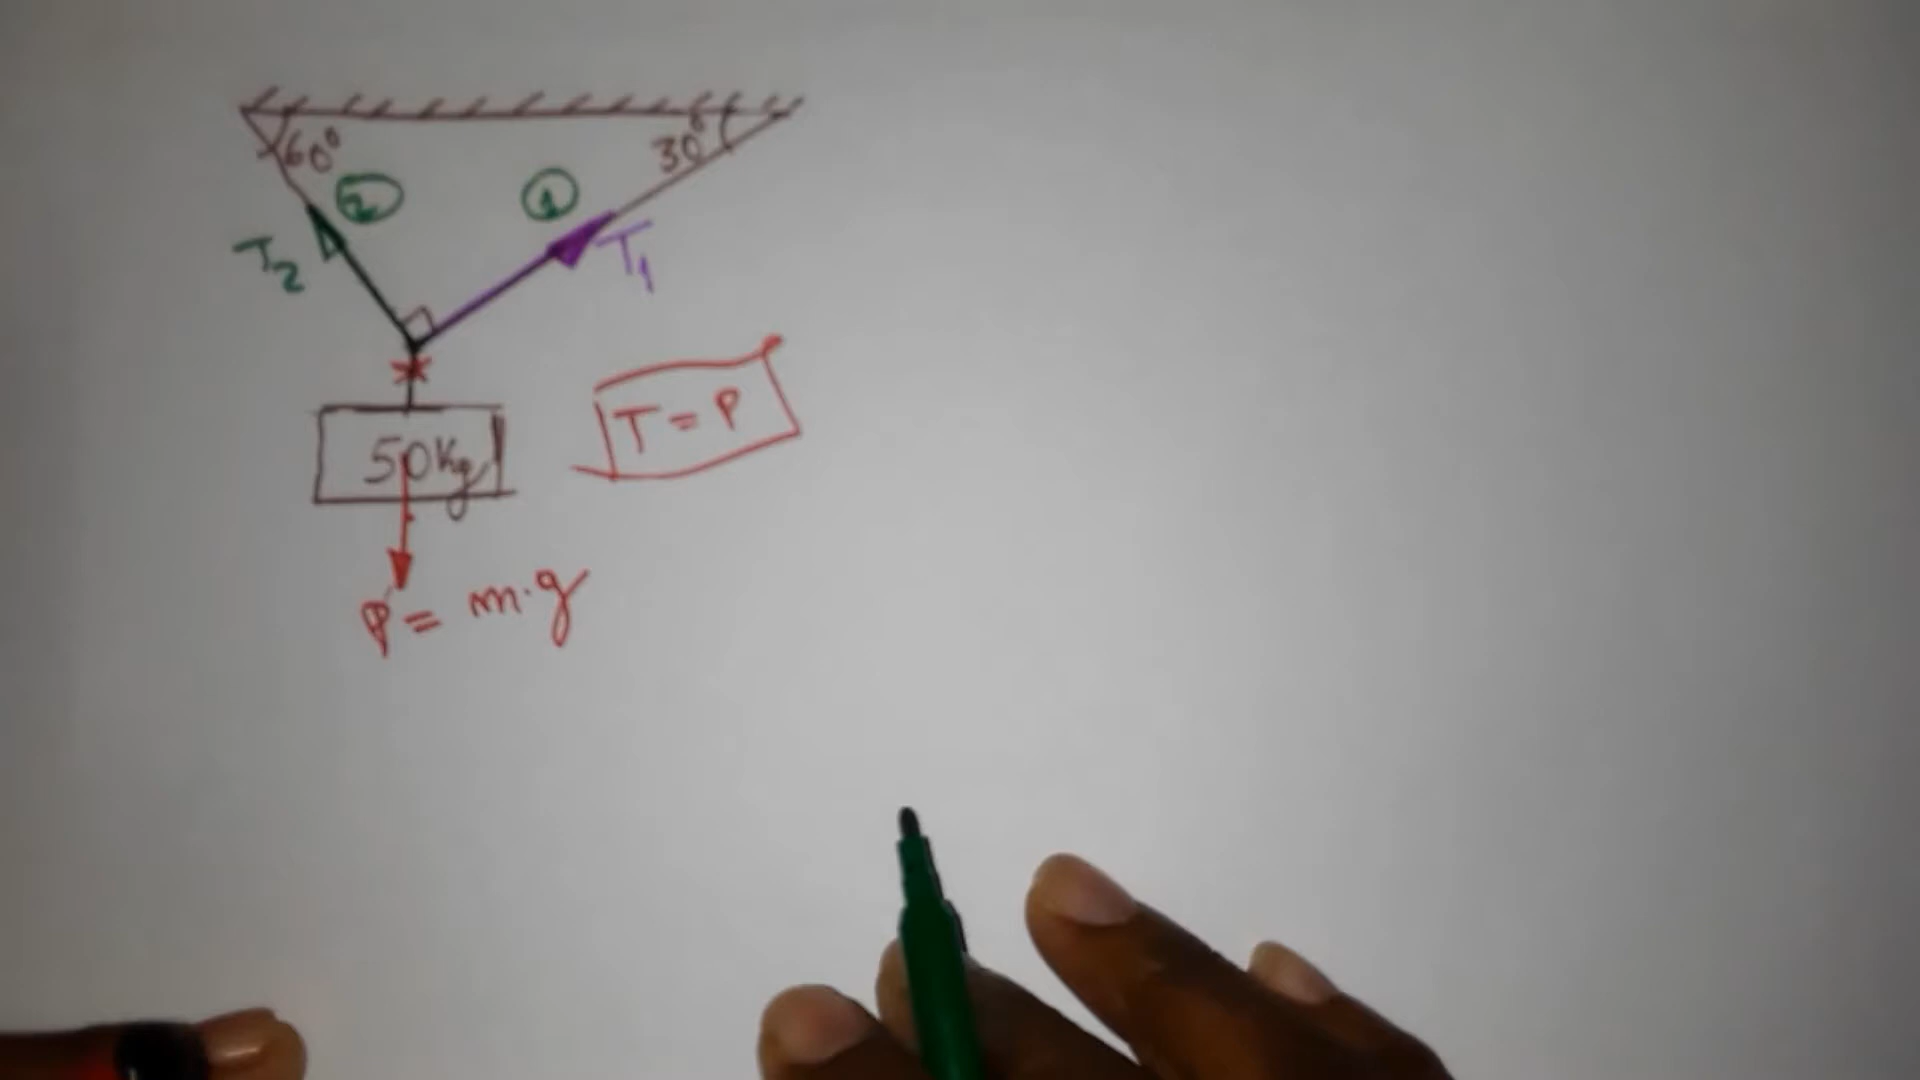 60° 30°
2 1
T2 T1
T = P
50Kg
P = m.g